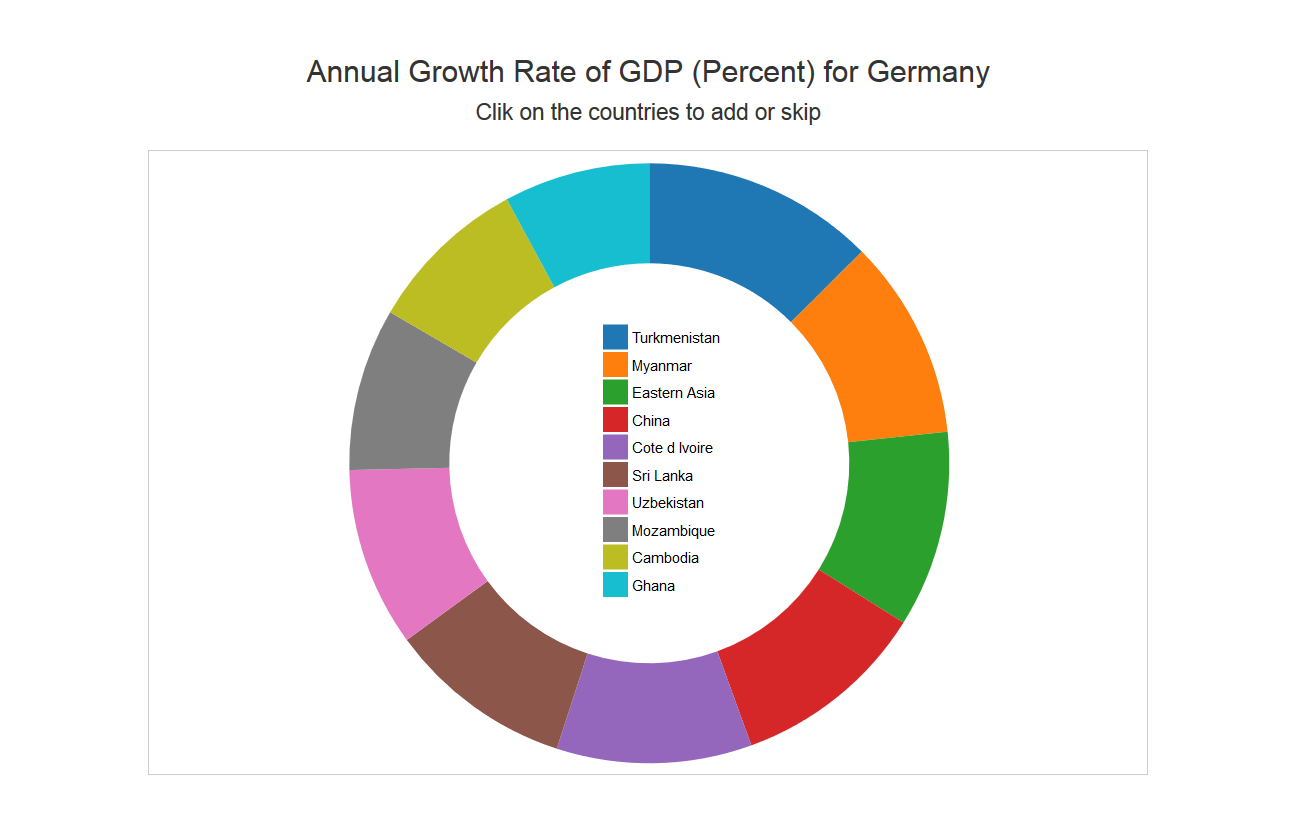 Annual Growth Rate of GDP (Percent) for Germany
Clik on the countries to add or skip
Turkmenistan
Myanmar
Eastern Asia
China
Cote d Ivoire
Sri Lanka
Uzbekistan
Mozambique
Cambodia
Ghana